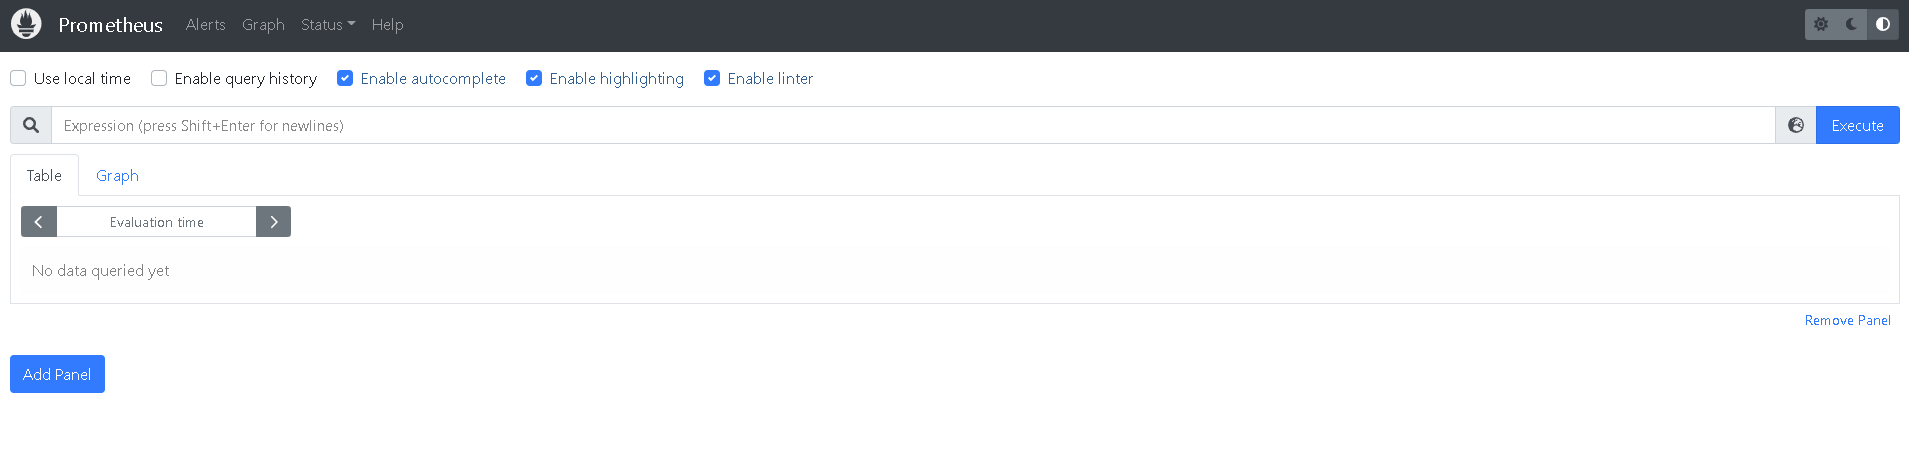 Prometheus Alerts Graph Status Help
Use local time Enable query history Enable autocomplete Enable highlighting Enable linter
Expression (press Shift+Enter for newlines) Execute
Table Graph
Evaluation time
No data queried yet
Remove Panel
Add Panel